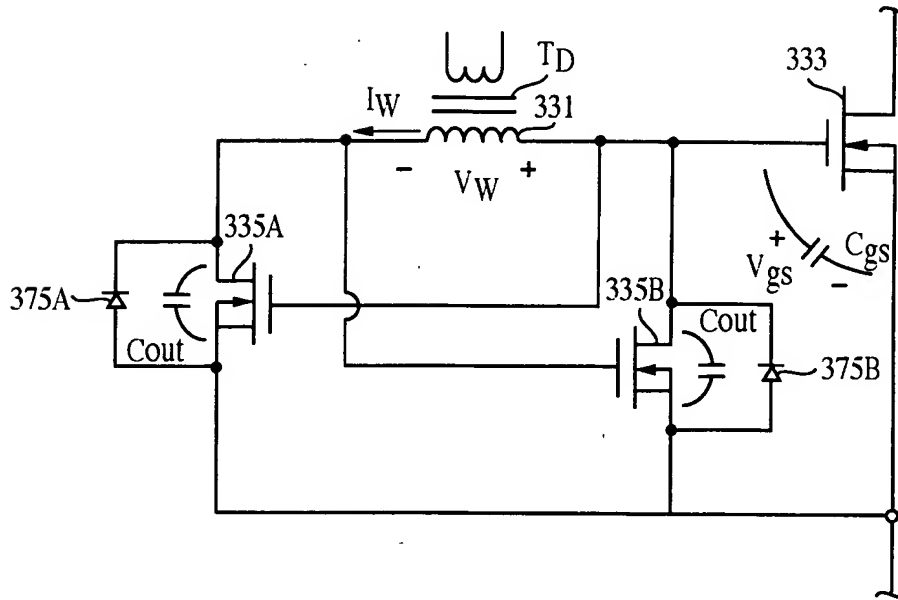 TD
333
IW
331
- VW +
335A
+ Vgs -
Cgs
375A
335B
Cout
Cout
375B